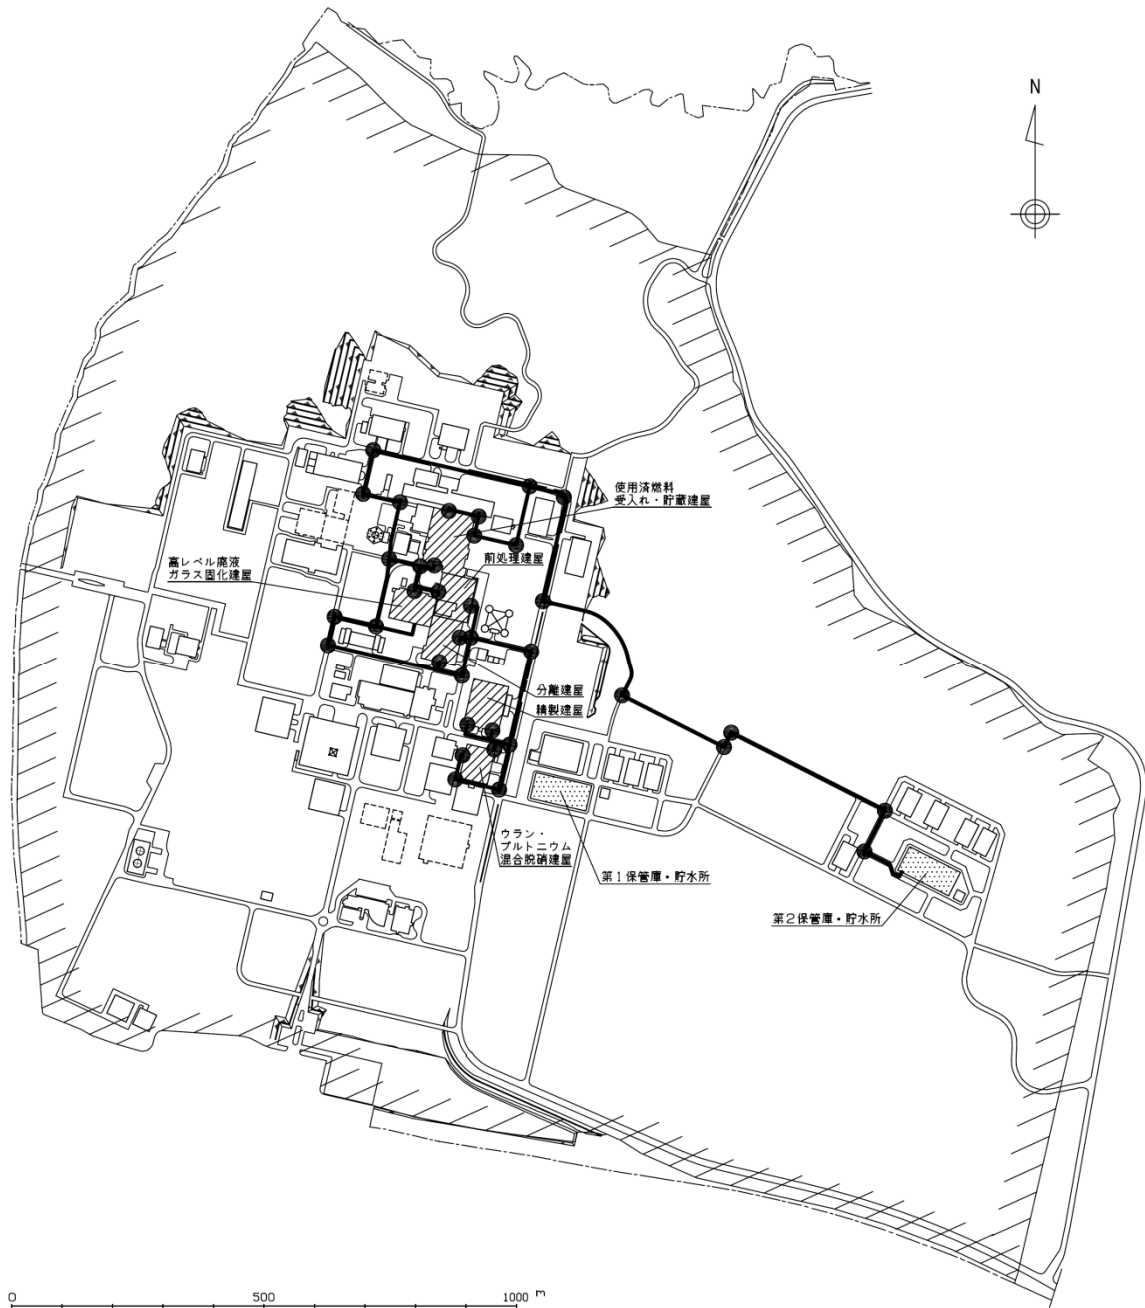 N
使用済燃料
受入れ・貯蔵建屋
前処理建屋
高レベル廃液
ガラス固化建屋
分離建屋
精製建屋
ウラン・
プルトニウム
混合脱硝建屋
第1保管庫・貯水所
第2保管庫・貯水所
0 500 1000 m